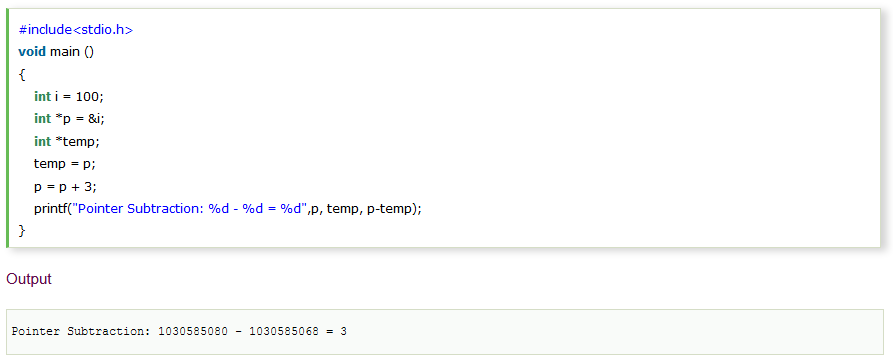 #include<stdio.h>
void main ()
{
int i = 100;
int *p = &i;
int *temp;
temp = p;
p = p + 3;
printf("Pointer Subtraction: %d - %d = %d",p, temp, p-temp);
}
Output
Pointer Subtraction: 1030585080 - 1030585068 = 3